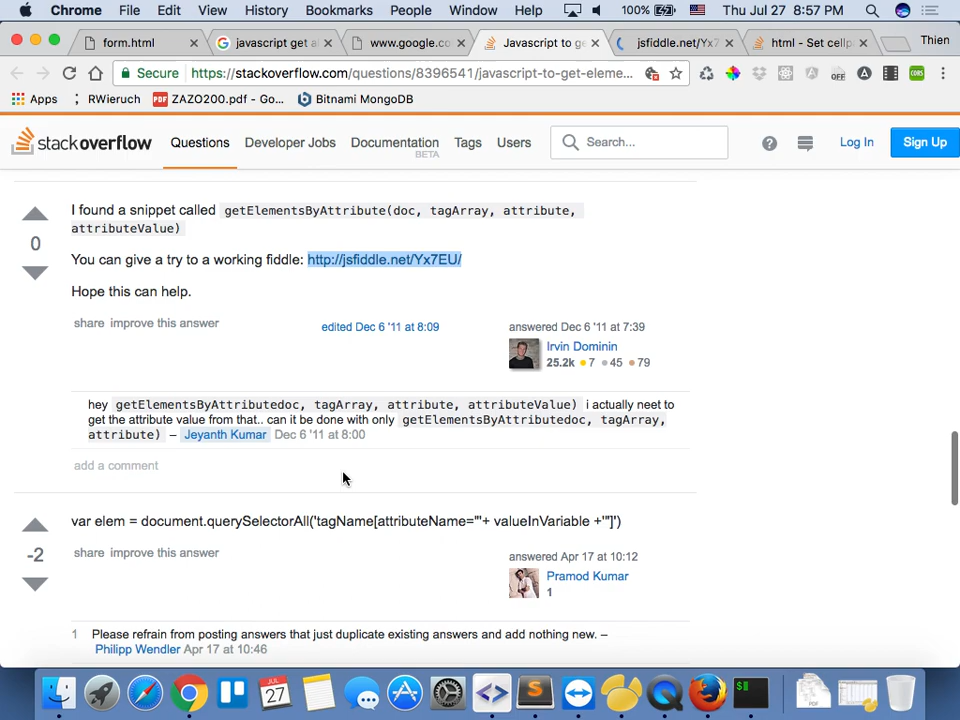 Chrome File Edit View History Bookmarks People Window Help 100% Thu Jul 27 8:57 PM
form.html
javascript get a
www.google.co
Javascript to ge
jsfiddle.net/Yx7
html - Set cellp
Thien
Secure https://stackoverflow.com/questions/8396541/javascript-to-get-eleme...
OFF
CORS
Apps RWieruch ZAZO200.pdf - Go... Bitnami MongoDB
stackoverflow Questions Developer Jobs Documentation Tags Users Search... Log In Sign Up
BETA
I found a snippet called getElementsByAttribute(doc, tagArray, attribute,
attributeValue)
0
You can give a try to a working fiddle: http://jsfiddle.net/Yx7EU/
Hope this can help.
share improve this answer
edited Dec 6 '11 at 8:09
answered Dec 6 '11 at 7:39
Irvin Dominin
25.2k 7 45 79
hey getElementsByAttributedoc, tagArray, attribute, attributeValue) i actually neet to
get the attribute value from that.. can it be done with only getElementsByAttributedoc, tagArray,
attribute) – Jeyanth Kumar Dec 6 '11 at 8:00
add a comment
var elem = document.querySelectorAll('tagName[attributeName="'+ valueInVariable +'"]')
-2
share improve this answer
answered Apr 17 at 10:12
Pramod Kumar
1
1 Please refrain from posting answers that just duplicate existing answers and add nothing new. –
Philipp Wendler Apr 17 at 10:46
JUL
27
PDF